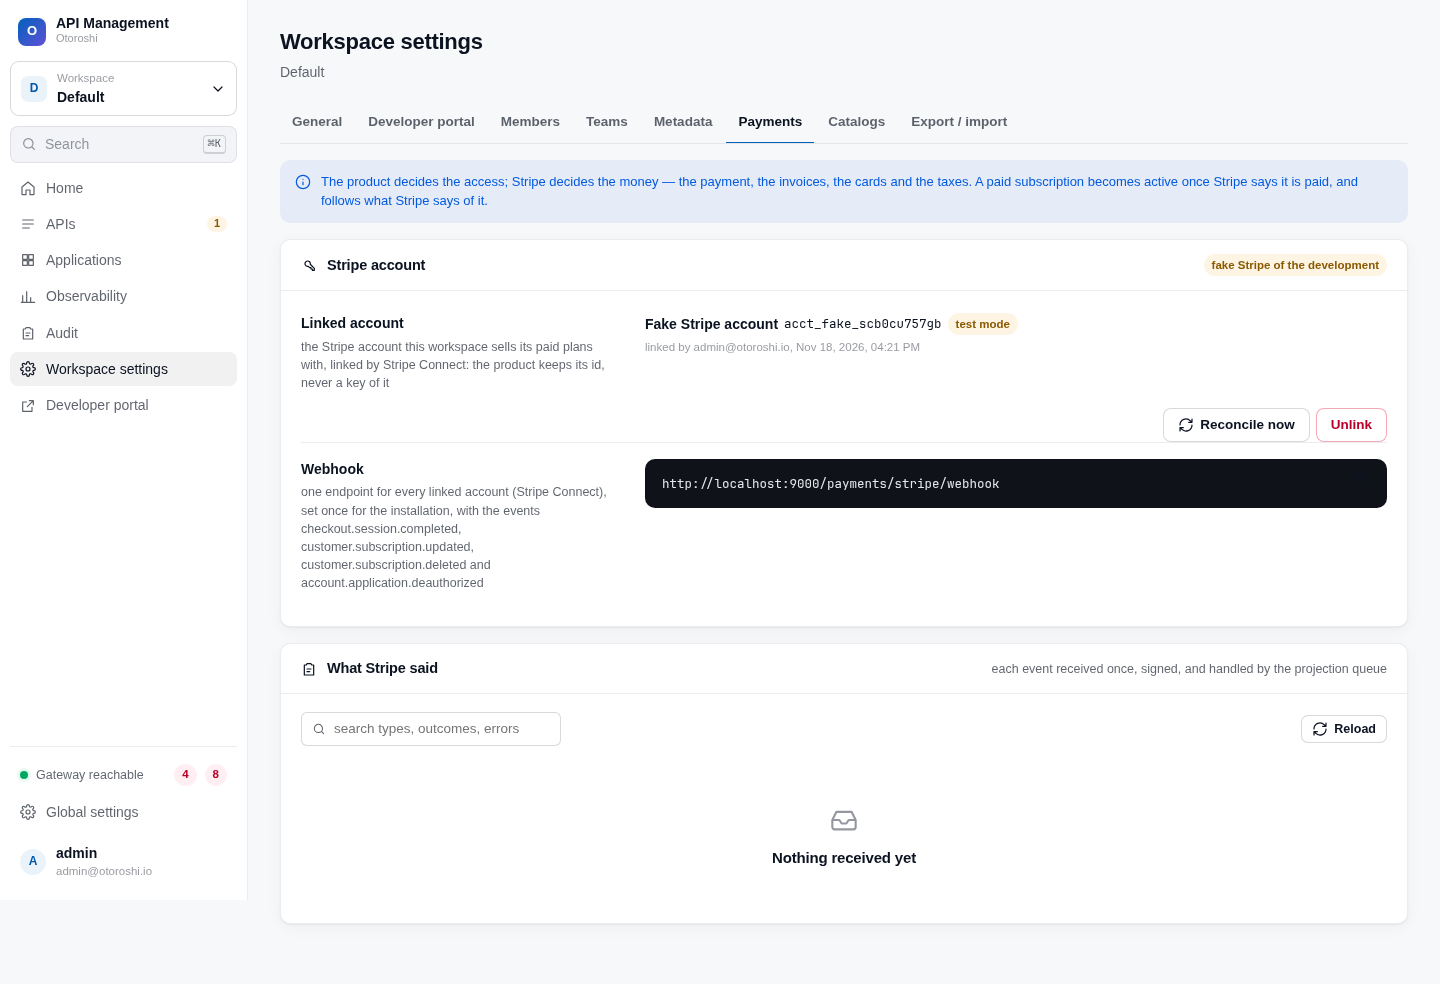 O
API Management
Otoroshi
D
Workspace
Default
Search
⌘K
Home
APIs
1
Applications
Observability
Audit
Workspace settings
Developer portal
Gateway reachable
4
8
Global settings
A
admin
admin@otoroshi.io
Workspace settings
Default
General
Developer portal
Members
Teams
Metadata
Payments
Catalogs
Export / import
The product decides the access; Stripe decides the money — the payment, the invoices, the cards and the taxes. A paid subscription becomes active once Stripe says it is paid, and
follows what Stripe says of it.
Stripe account
fake Stripe of the development
Linked account
the Stripe account this workspace sells its paid plans
with, linked by Stripe Connect: the product keeps its id,
never a key of it
Fake Stripe account acct_fake_scb0cu757gb test mode
linked by admin@otoroshi.io, Nov 18, 2026, 04:21 PM
Reconcile now
Unlink
Webhook
one endpoint for every linked account (Stripe Connect),
set once for the installation, with the events
checkout.session.completed,
customer.subscription.updated,
customer.subscription.deleted and
account.application.deauthorized
http://localhost:9000/payments/stripe/webhook
What Stripe said
each event received once, signed, and handled by the projection queue
search types, outcomes, errors
Reload
Nothing received yet